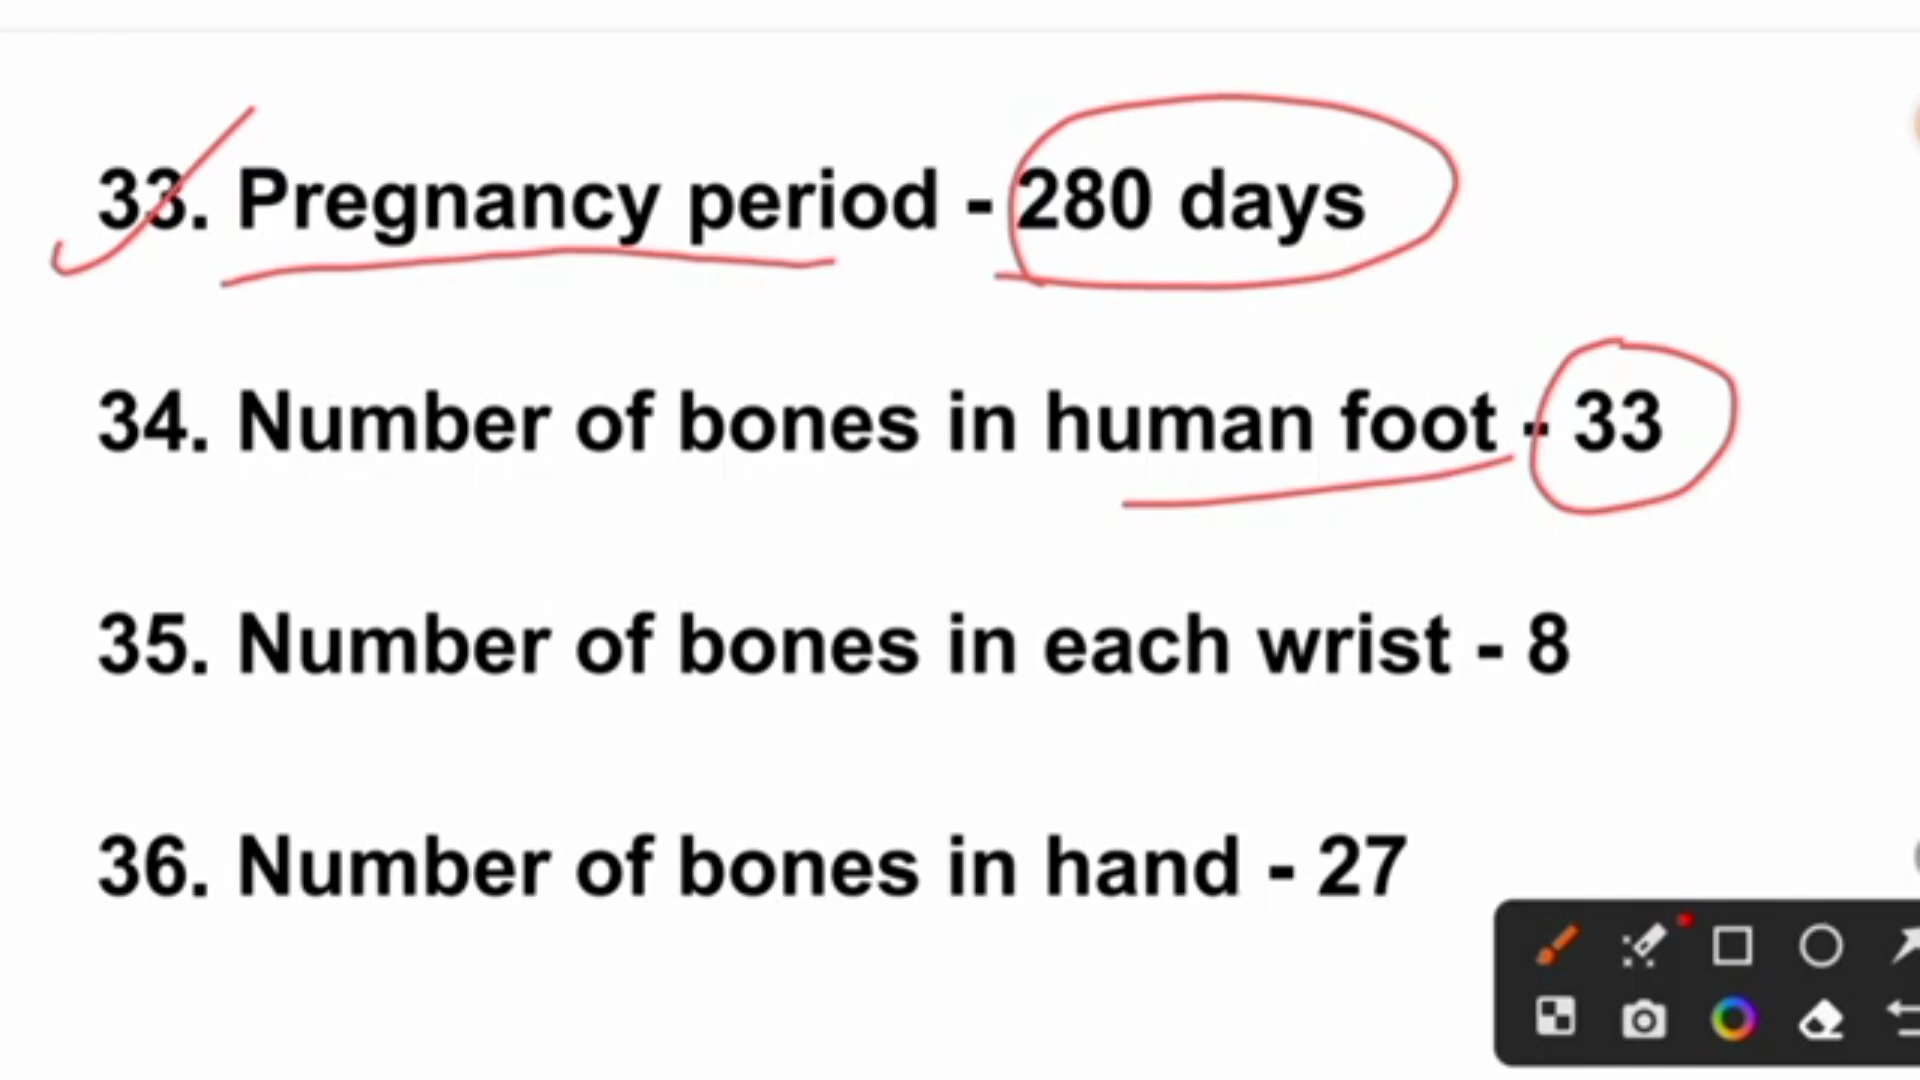 33. Pregnancy period - 280 days
34. Number of bones in human foot - 33
35. Number of bones in each wrist - 8
36. Number of bones in hand - 27